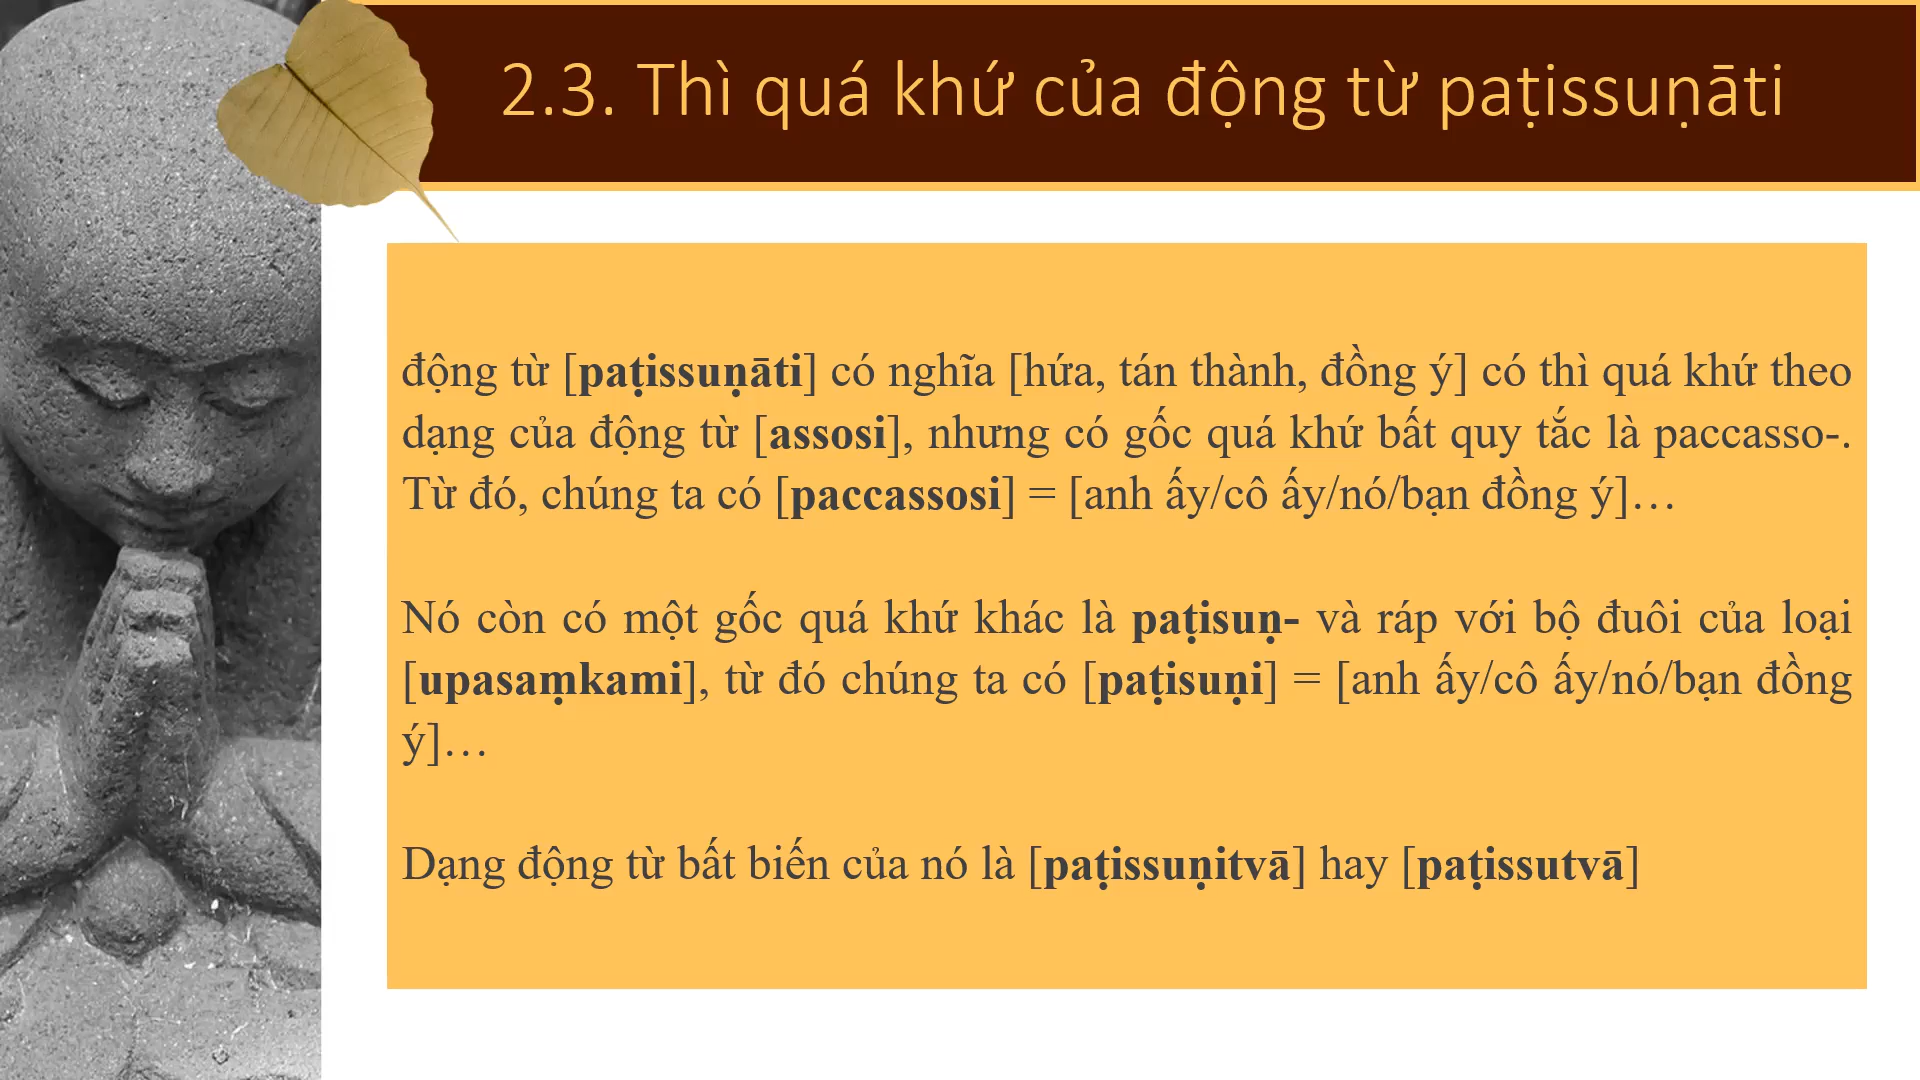 2.3. Thì quá khứ của động từ paṭissuṇāti
động từ [paṭissuṇāti] có nghĩa [hứa, tán thành, đồng ý] có thì quá khứ theo
dạng của động từ [assosi], nhưng có gốc quá khứ bất quy tắc là paccasso-.
Từ đó, chúng ta có [paccassosi] = [anh ấy/cô ấy/nó/bạn đồng ý]…
Nó còn có một gốc quá khứ khác là paṭisuṇ- và ráp với bộ đuôi của loại
[upasaṃkami], từ đó chúng ta có [paṭisuṇi] = [anh ấy/cô ấy/nó/bạn đồng
ý]…
Dạng động từ bất biến của nó là [paṭissuṇitvā] hay [paṭissutvā]